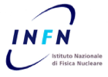 INFN
Istituto Nazionale
di Fisica Nucleare